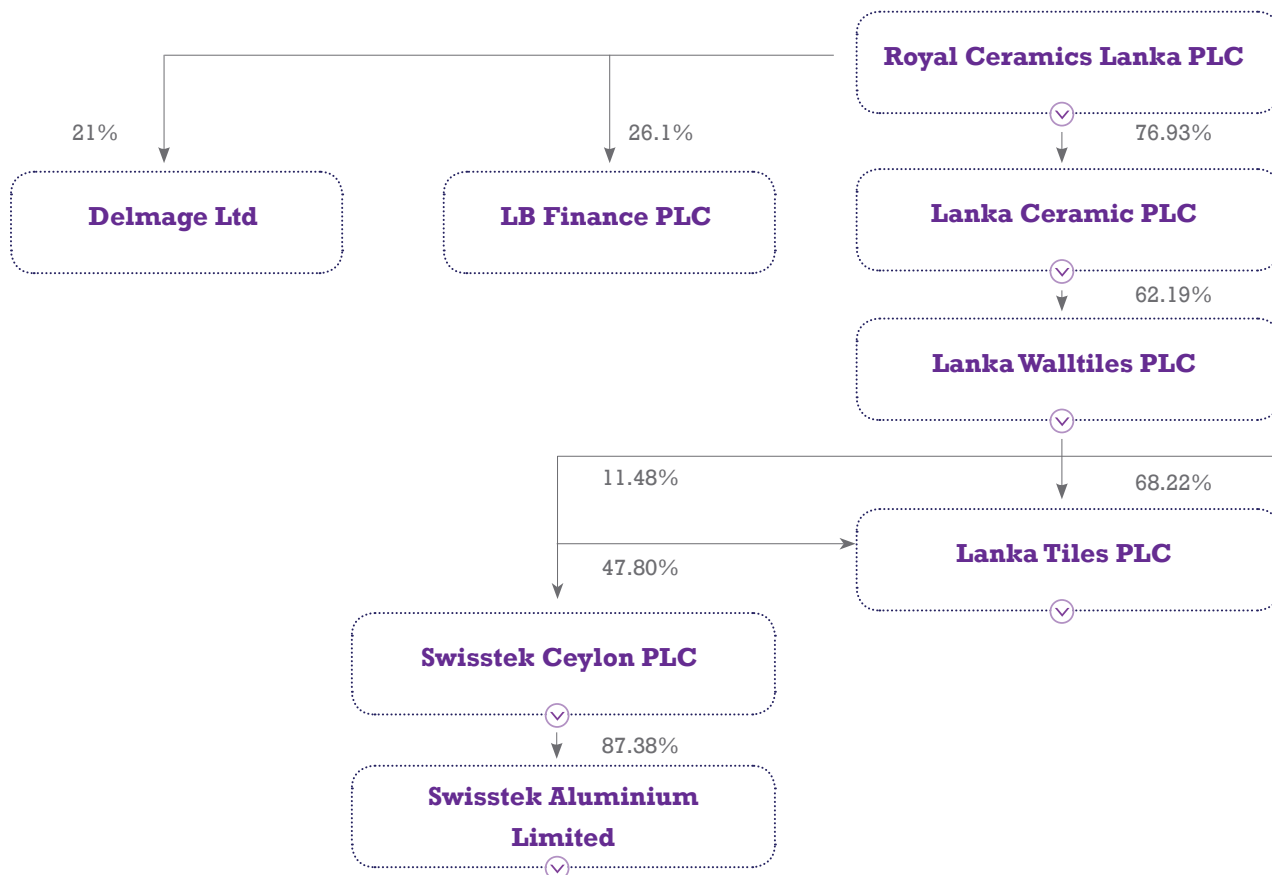 Royal Ceramics Lanka PLC
21%
26.1%
76.93%
Delmage Ltd
LB Finance PLC
Lanka Ceramic PLC
62.19%
Lanka Walltiles PLC
11.48%
68.22%
Lanka Tiles PLC
47.80%
Swisstek Ceylon PLC
87.38%
Swisstek Aluminium
Limited